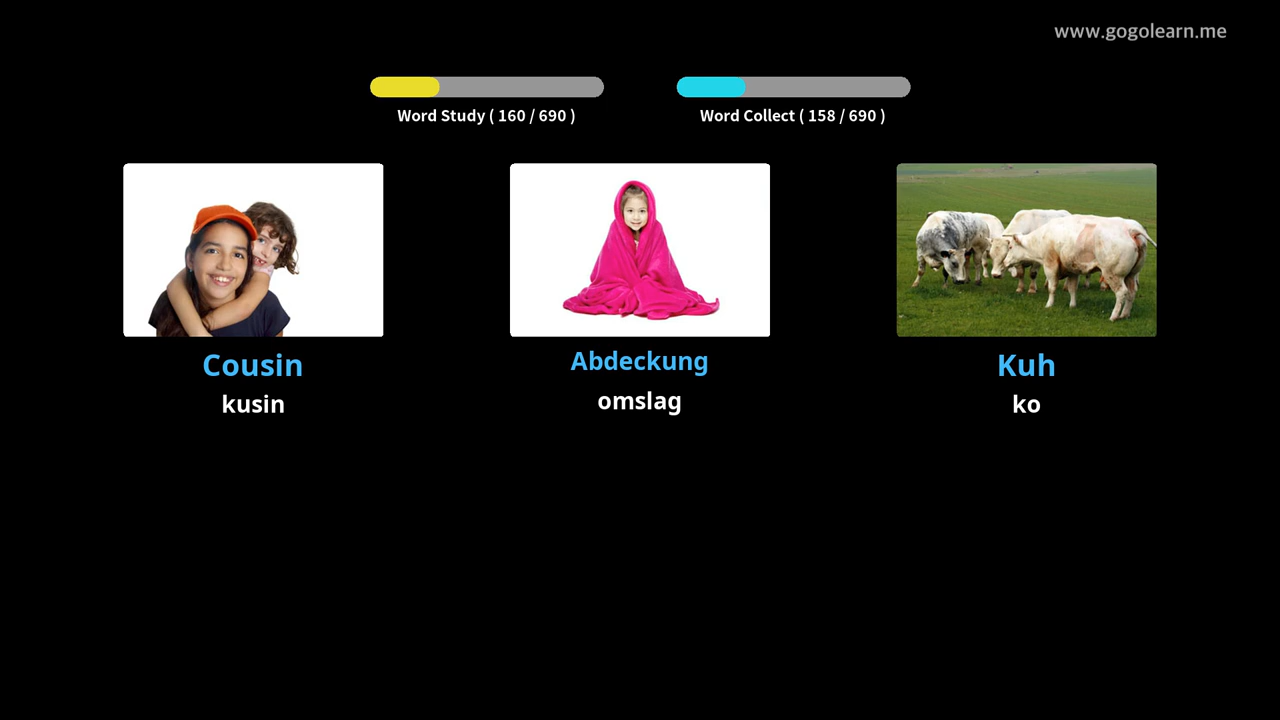 www.gogolearn.me
Word Study ( 160 / 690 )
Word Collect ( 158 / 690 )
Cousin
kusin
Abdeckung
omslag
Kuh
ko